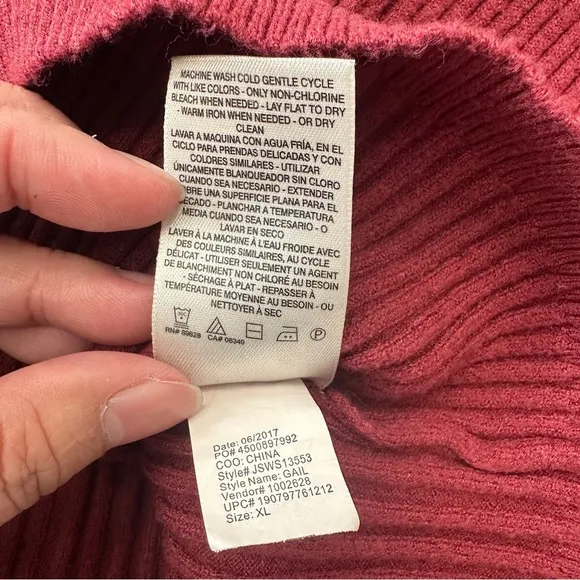 MACHINE WASH COLD GENTLE CYCLE
WITH LIKE COLORS - ONLY NON-CHLORINE
BLEACH WHEN NEEDED - LAY FLAT TO DRY
- WARM IRON WHEN NEEDED - OR DRY
CLEAN
LAVAR A MAQUINA CON AGUA FRÍA, EN EL
CICLO PARA PRENDAS DELICADAS Y CON
COLORES SIMILARES - UTILIZAR
ÚNICAMENTE BLANQUEADOR SIN CLORO
CUANDO SEA NECESARIO - EXTENDER
SOBRE UNA SUPERFICIE PLANA PARA EL
SECADO - PLANCHAR A TEMPERATURA
MEDIA CUANDO SEA NECESARIO - O
LAVAR EN SECO
LAVER À LA MACHINE À L'EAU FROIDE AVEC
DES COULEURS SIMILAIRES, AU CYCLE
DÉLICAT - UTILISER SEULEMENT UN AGENT
DE BLANCHIMENT NON CHLORÉ AU BESOIN
- SÉCHAGE À PLAT - REPASSER À
TEMPÉRATURE MOYENNE AU BESOIN - OU
NETTOYER À SEC
P
RN# 99828 CA# 08349
Date: 06/2017
PO# 4500897992
COO: CHINA
Style# JSWS13553
Style Name: GAIL
Vendor# 1002628
UPC# 190797761212
Size: XL